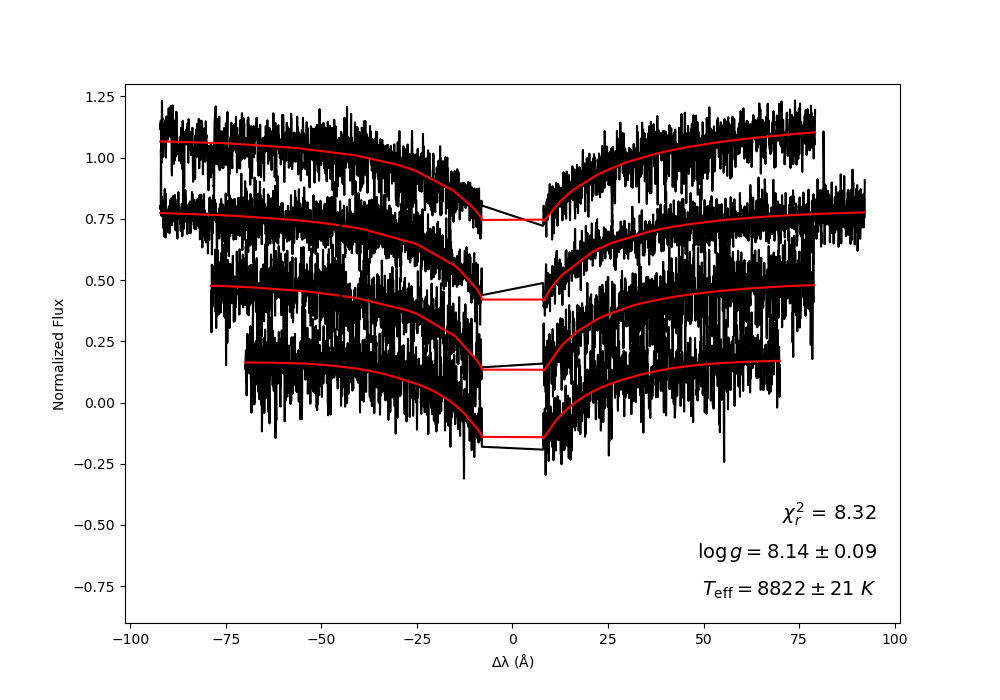 1.25
1.00
0.75
0.50
0.25
0.00
−0.25
−0.50
−0.75
Normalized Flux
χ²ᵣ = 8.32
log g = 8.14 ± 0.09
T_eff = 8822 ± 21 K
−100 −75 −50 −25 0 25 50 75 100
Δλ (Å)